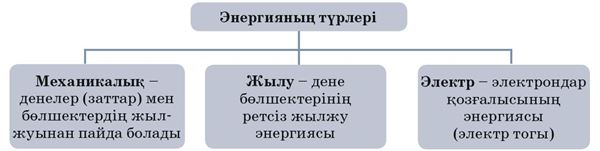 Энергияның түрлері
Механикалық –
денелер (заттар) мен
бөлшектердің жыл-
жуынан пайда болады
Жылу – дене
бөлшектерінің
ретсіз жылжу
энергиясы
Электр – электрондар
қозғалысының
энергиясы
(электр тогы)